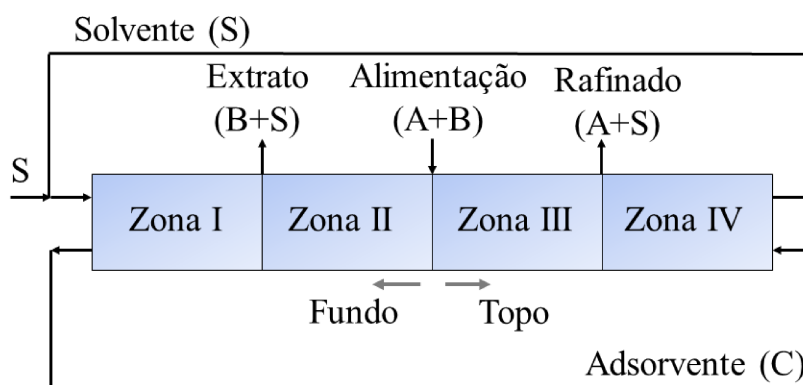 Solvente (S)
Extrato
(B+S)
Alimentação
(A+B)
Rafinado
(A+S)
S
Zona I
Zona II
Zona III
Zona IV
Fundo
Topo
Adsorvente (C)